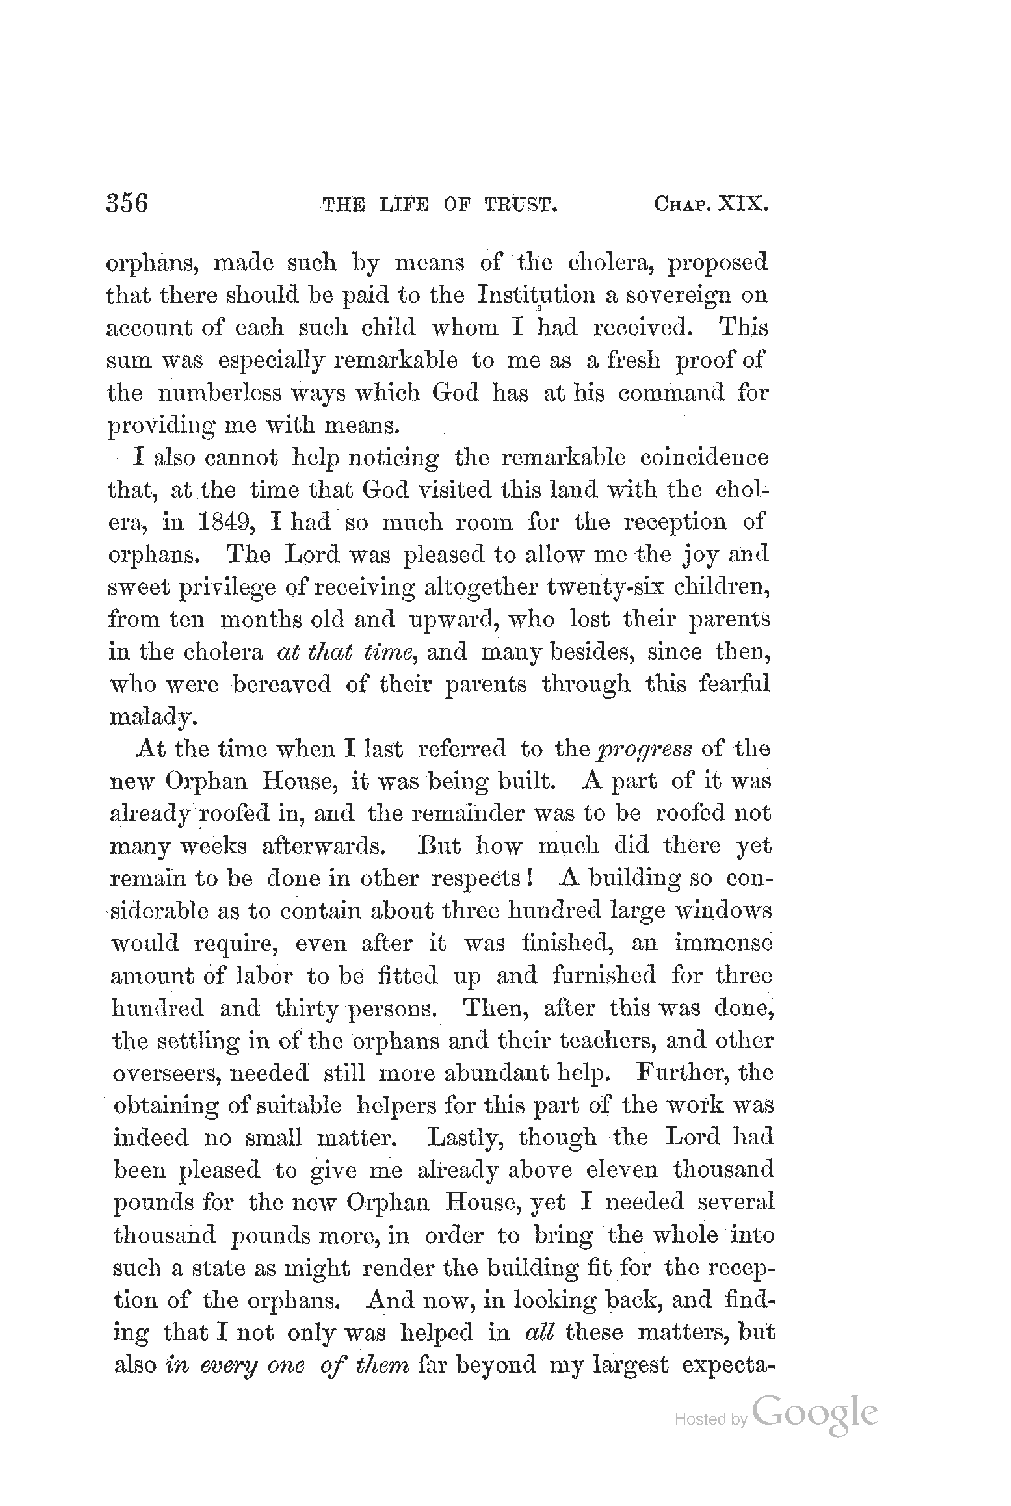 356 THE LIFE OF TRUST. CHAP. XIX.
orphans, made such by means of the cholera, proposed
that there should be paid to the Institution a sovereign on
account of each such child whom I had received. This
sum was especially remarkable to me as a fresh proof of
the numberless ways which God has at his command for
providing me with means.
I also cannot help noticing the remarkable coincidence
that, at the time that God visited this land with the chol-
era, in 1849, I had so much room for the reception of
orphans. The Lord was pleased to allow me the joy and
sweet privilege of receiving altogether twenty-six children,
from ten months old and upward, who lost their parents
in the cholera at that time, and many besides, since then,
who were bereaved of their parents through this fearful
malady.
At the time when I last referred to the progress of the
new Orphan House, it was being built. A part of it was
already roofed in, and the remainder was to be roofed not
many weeks afterwards. But how much did there yet
remain to be done in other respects! A building so con-
siderable as to contain about three hundred large windows
would require, even after it was finished, an immense
amount of labor to be fitted up and furnished for three
hundred and thirty persons. Then, after this was done,
the settling in of the orphans and their teachers, and other
overseers, needed still more abundant help. Further, the
obtaining of suitable helpers for this part of the work was
indeed no small matter. Lastly, though the Lord had
been pleased to give me already above eleven thousand
pounds for the new Orphan House, yet I needed several
thousand pounds more, in order to bring the whole into
such a state as might render the building fit for the recep-
tion of the orphans. And now, in looking back, and find-
ing that I not only was helped in all these matters, but
also in every one of them far beyond my largest expecta-
Hosted by Google